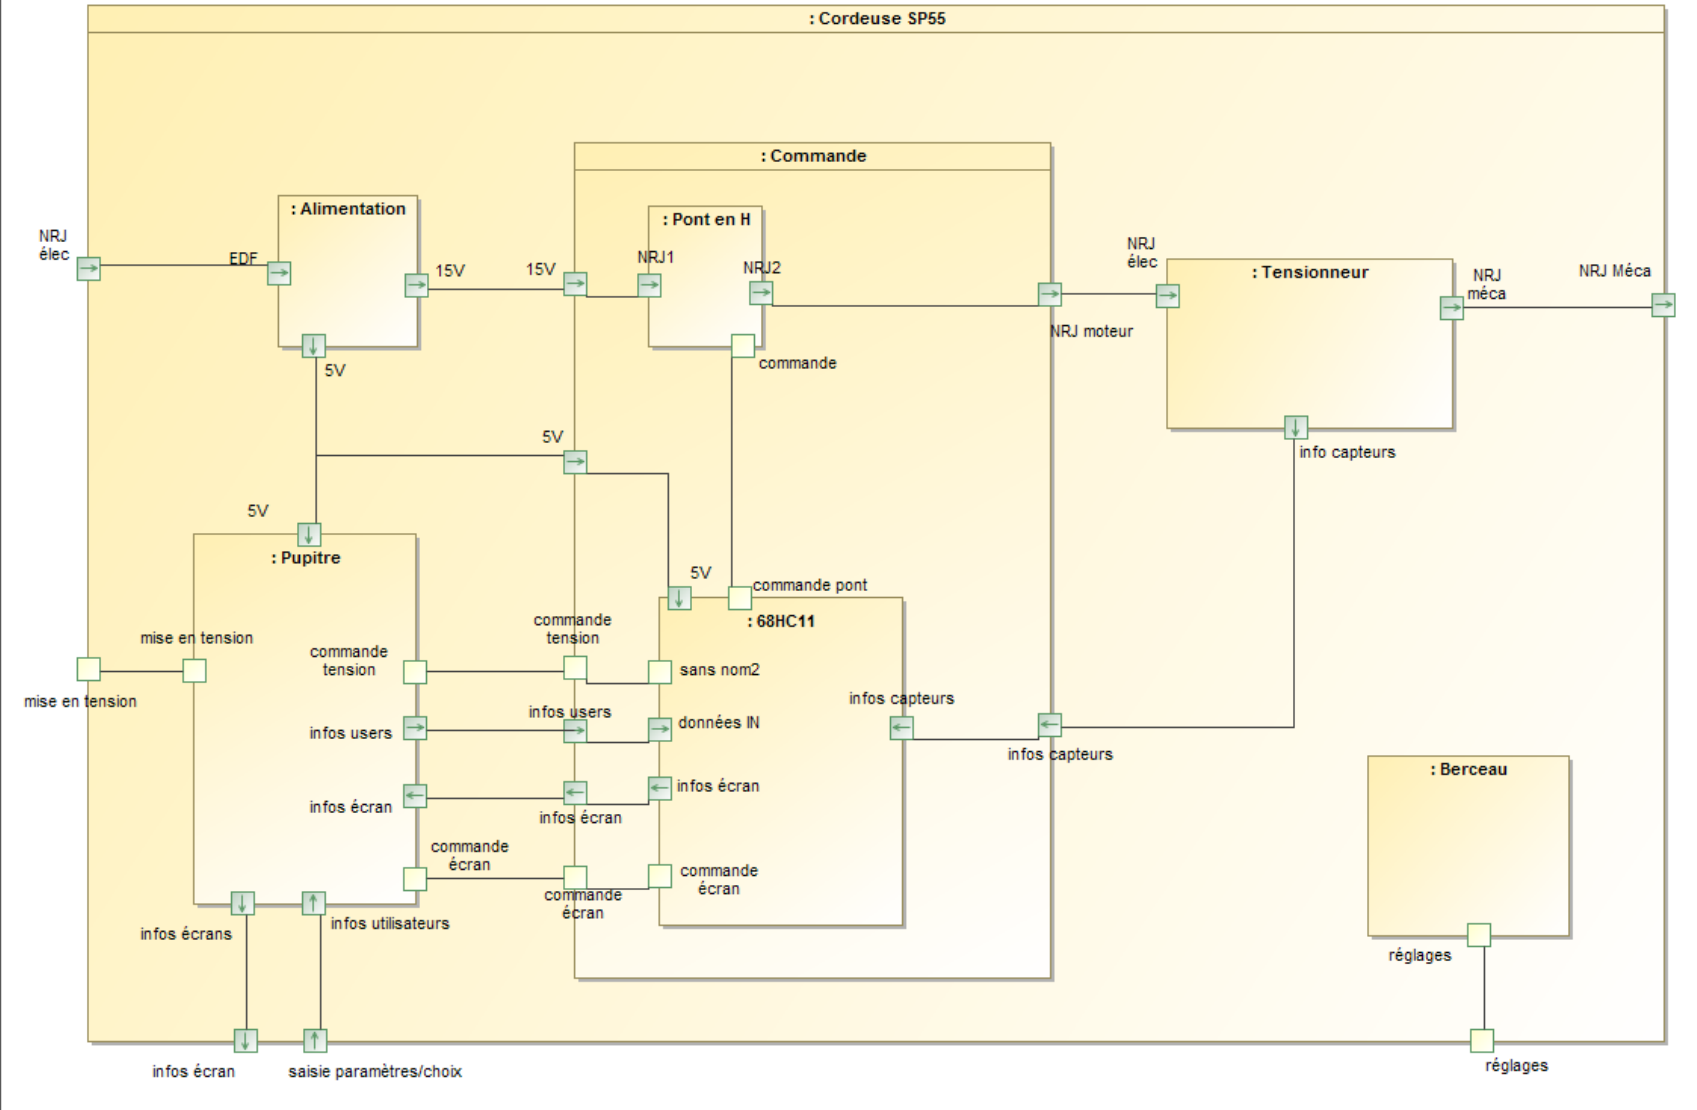 : Cordeuse SP55
: Commande
: Alimentation
: Pont en H
NRJ
élec
EDF
15V
15V
NRJ1
NRJ2
NRJ
élec
: Tensionneur
NRJ
méca
NRJ Méca
NRJ moteur
5V
commande
5V
info capteurs
5V
: Pupitre
5V
commande pont
: 68HC11
mise en tension
mise en tension
commande
tension
commande
tension
sans nom2
infos users
infos users
données IN
infos capteurs
infos capteurs
infos écran
infos écran
infos écran
: Berceau
commande
écran
commande
écran
commande
écran
infos écrans
infos utilisateurs
réglages
infos écran
saisie paramètres/choix
réglages